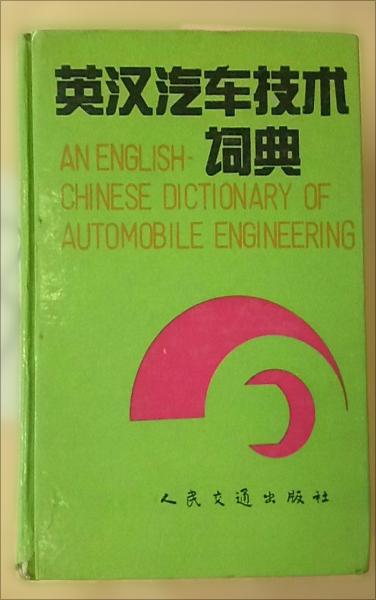 英汉汽车技术
词典
AN ENGLISH-
CHINESE DICTIONARY OF
AUTOMOBILE ENGINEERING
人民交通出版社